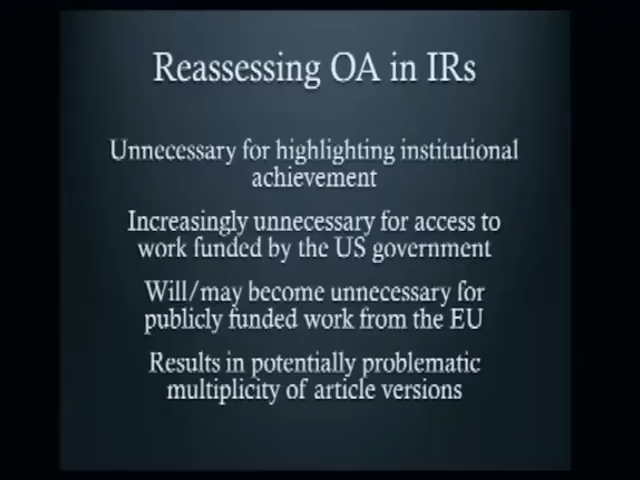 Reassessing OA in IRs
Unnecessary for highlighting institutional
achievement
Increasingly unnecessary for access to
work funded by the US government
Will/may become unnecessary for
publicly funded work from the EU
Results in potentially problematic
multiplicity of article versions